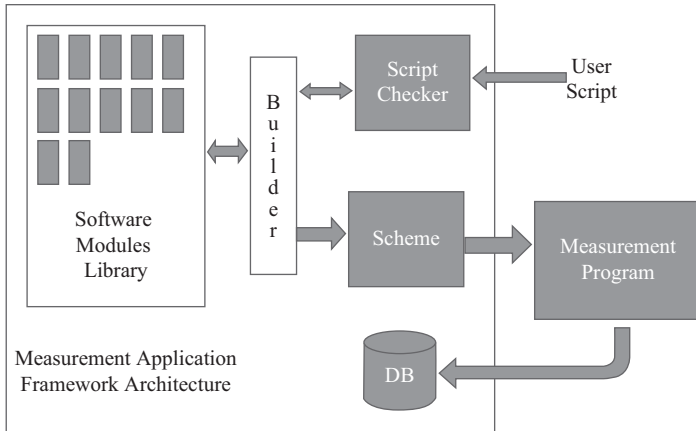 Script
Checker
User
Script
B
u
i
l
d
e
r
Software
Modules
Library
Scheme
Measurement
Program
Measurement Application
Framework Architecture
DB